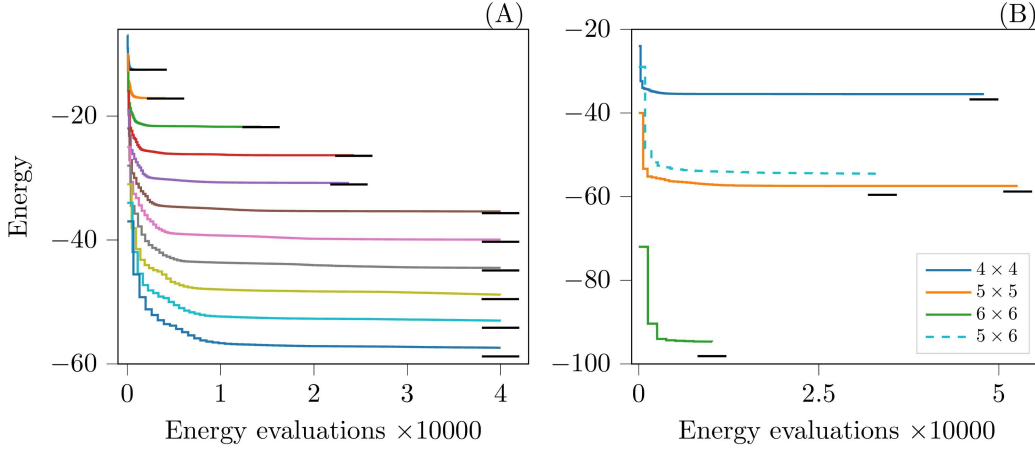 (A)
Energy
−20
−40
−60
0
1
2
3
4
Energy evaluations ×10000
(B)
−20
−40
−60
−80
−100
0
2.5
5
Energy evaluations ×10000
4 × 4
5 × 5
6 × 6
5 × 6